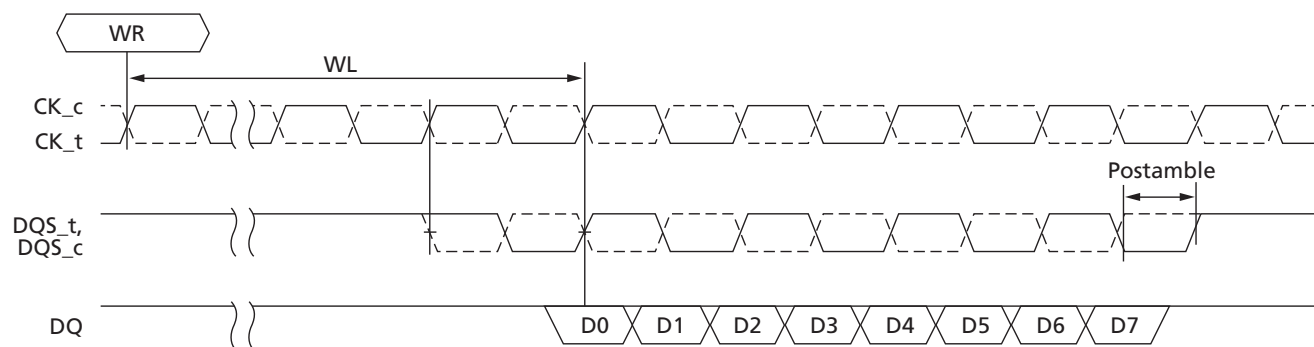 WR
WL
CK_c
CK_t
Postamble
DQS_t,
DQS_c
DQ
D0 D1 D2 D3 D4 D5 D6 D7